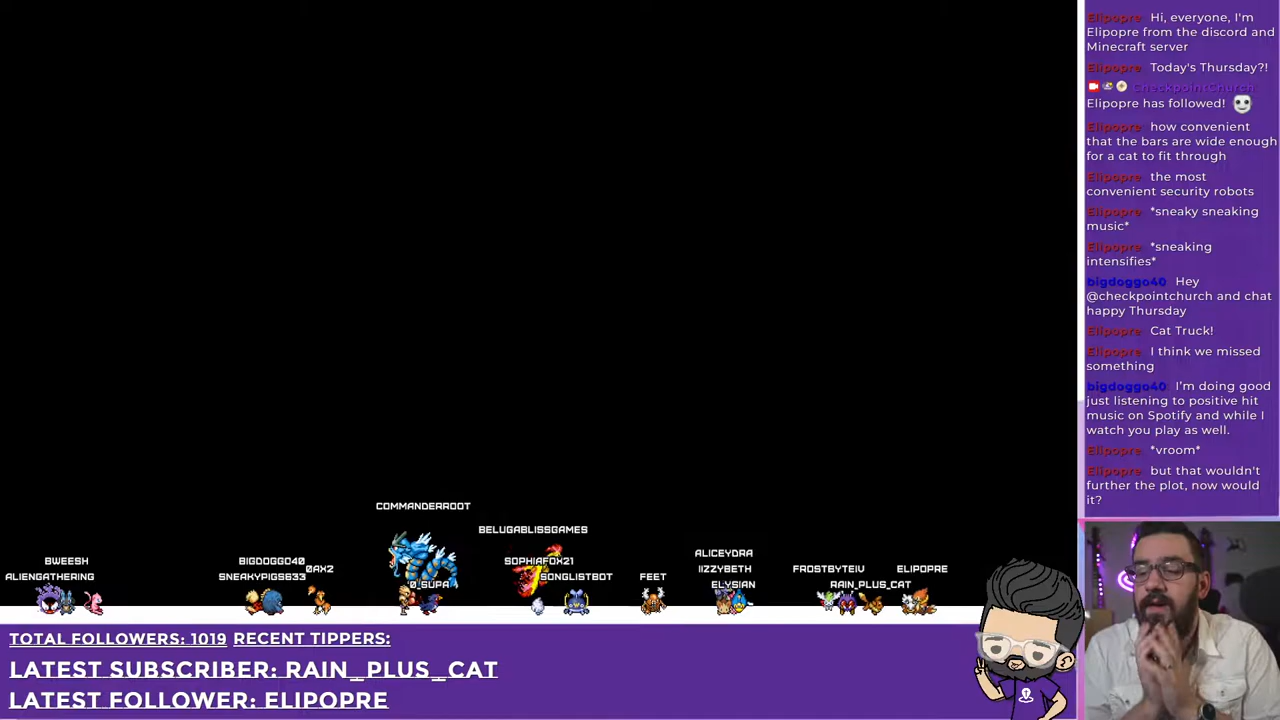 Elipopre Hi, everyone, I'm
Elipopre from the discord and
Minecraft server
Elipopre Today's Thursday?!
CheckpointChurch
Elipopre has followed!
Elipopre how convenient
that the bars are wide enough
for a cat to fit through
Elipopre the most
convenient security robots
Elipopre *sneaky sneaking
music*
Elipopre *sneaking
intensifies*
bigdoggo40 Hey
@checkpointchurch and chat
happy Thursday
Elipopre Cat Truck!
Elipopre I think we missed
something
bigdoggo40 I'm doing good
just listening to positive hit
music on Spotify and while I
watch you play as well.
Elipopre *vroom*
Elipopre but that wouldn't
further the plot, now would
it?
COMMANDERROOT
BELUGABLISSGAMES
BWEESH
BIGDOGGO40
SOPHIAFOX21
ALICEYDRA
ALIENGATHERING
SNEAKYPIGS633
0AX2
SONGLISTBOT
FEET
IIZZYBETH
FROSTBYTEIV
ELIPOPRE
0_SUPA
ELYSIAN
RAIN_PLUS_CAT
TOTAL FOLLOWERS: 1019 RECENT TIPPERS:
LATEST SUBSCRIBER: RAIN_PLUS_CAT
LATEST FOLLOWER: ELIPOPRE